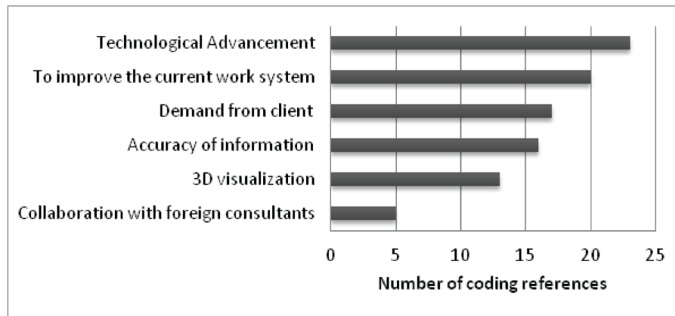 Technological Advancement
To improve the current work system
Demand from client
Accuracy of information
3D visualization
Collaboration with foreign consultants
0 5 10 15 20 25
Number of coding references